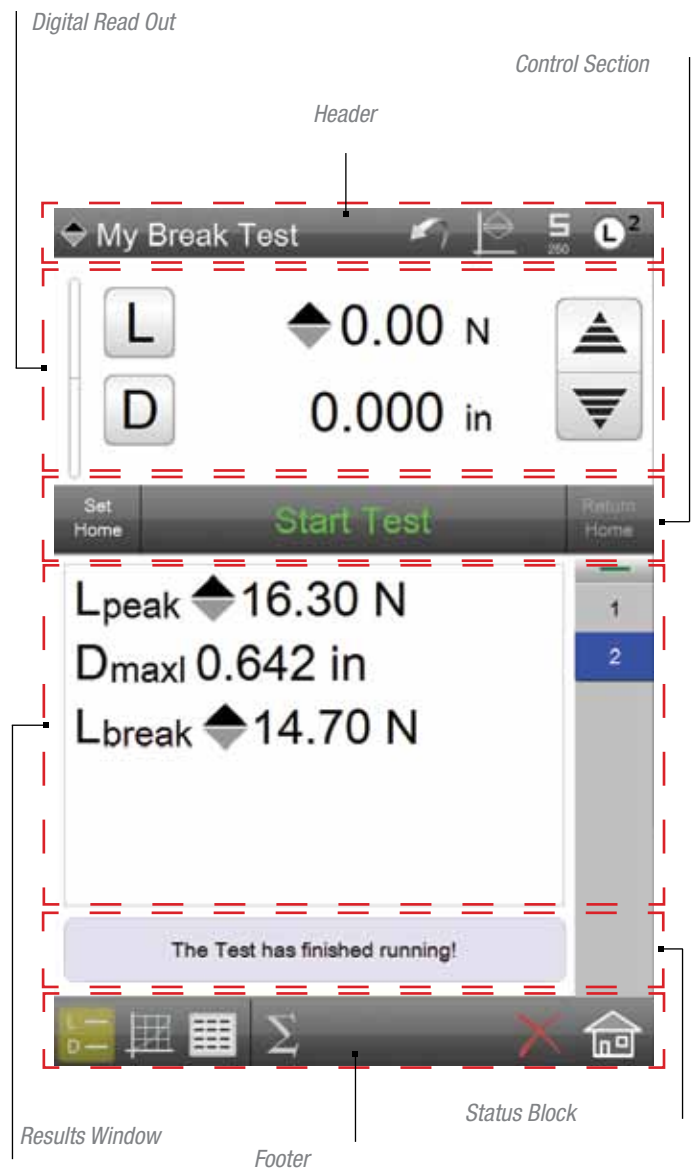 Digital Read Out
Control Section
Header
My Break Test
S
250
L2
L
0.00 N
D
0.000 in
Set
Home
Start Test
Return
Home
Lpeak 16.30 N
1
Dmaxl 0.642 in
2
Lbreak 14.70 N
The Test has finished running!
L
D
Σ
Status Block
Results Window
Footer